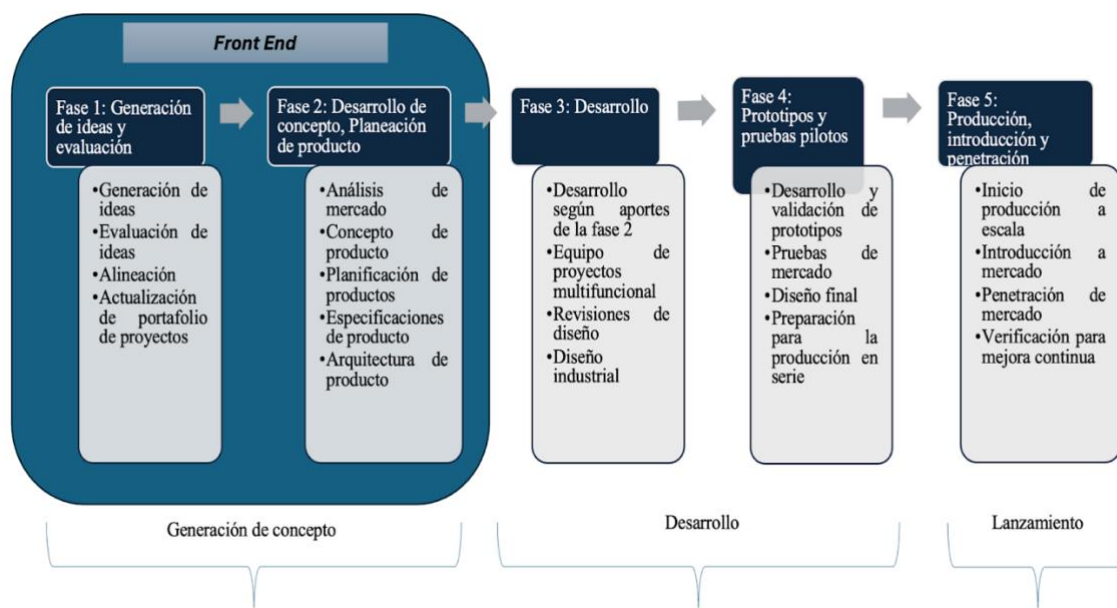 Front End
Fase 1: Generación
de ideas y
evaluación
•Generación de
ideas
•Evaluación de
ideas
•Alineación
•Actualización
de portafolio
de proyectos
Fase 2: Desarrollo de
concepto, Planeación
de producto
•Análisis de
mercado
•Concepto de
producto
•Planificación de
productos
•Especificaciones
de producto
•Arquitectura de
producto
Fase 3: Desarrollo
•Desarrollo
según aportes
de la fase 2
•Equipo de
proyectos
multifuncional
•Revisiones de
diseño
•Diseño
industrial
Fase 4:
Prototipos y
pruebas pilotos
•Desarrollo y
validación de
prototipos
•Pruebas de
mercado
•Diseño final
•Preparación
para la
producción en
serie
Fase 5:
Producción,
introducción y
penetración
•Inicio de
producción a
escala
•Introducción a
mercado
•Penetración de
mercado
•Verificación para
mejora continua
Generación de concepto
Desarrollo
Lanzamiento